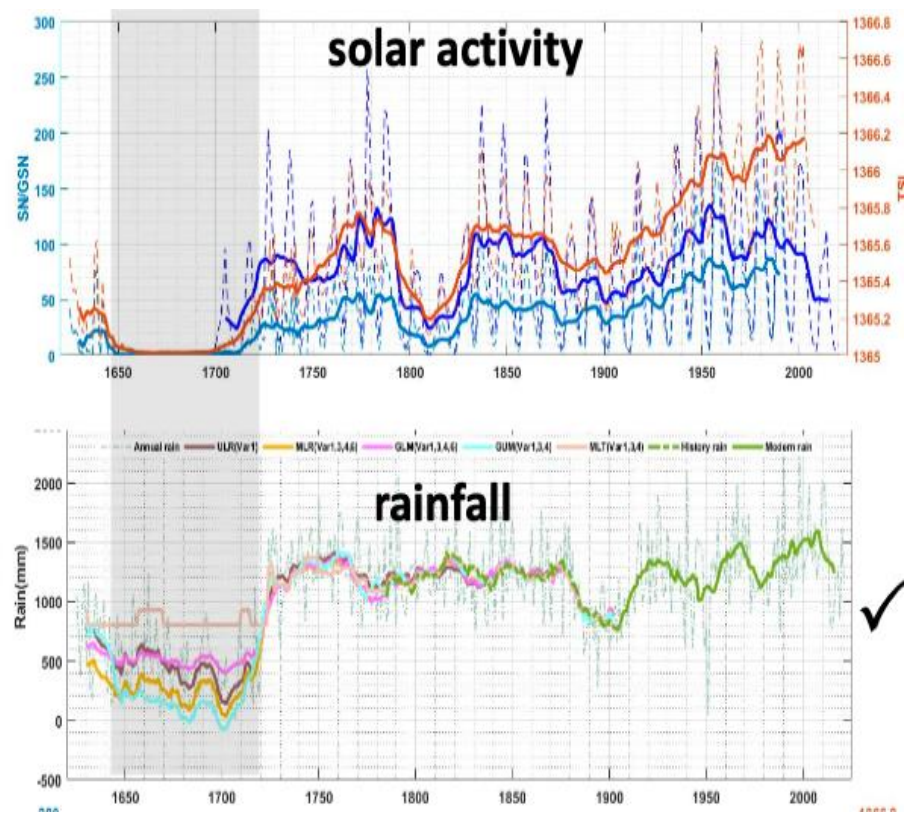 solar activity
300
250
200
150
100
50
0
SN/GSN
1366.8
1366.6
1366.4
1366.2
1366
1365.8
1365.6
1365.4
1365.2
1365
TSI
1650 1700 1750 1800 1850 1900 1950 2000
Annual rain ULR(Var1) MLR(Var1,3,4,6) GLM(Var1,3,4,6) GUM(Var1,3,4) MLT(Var1,3,4) History rain Modern rain
rainfall
2000
1500
1000
500
0
-500
Rain(mm)
1650 1700 1750 1800 1850 1900 1950 2000